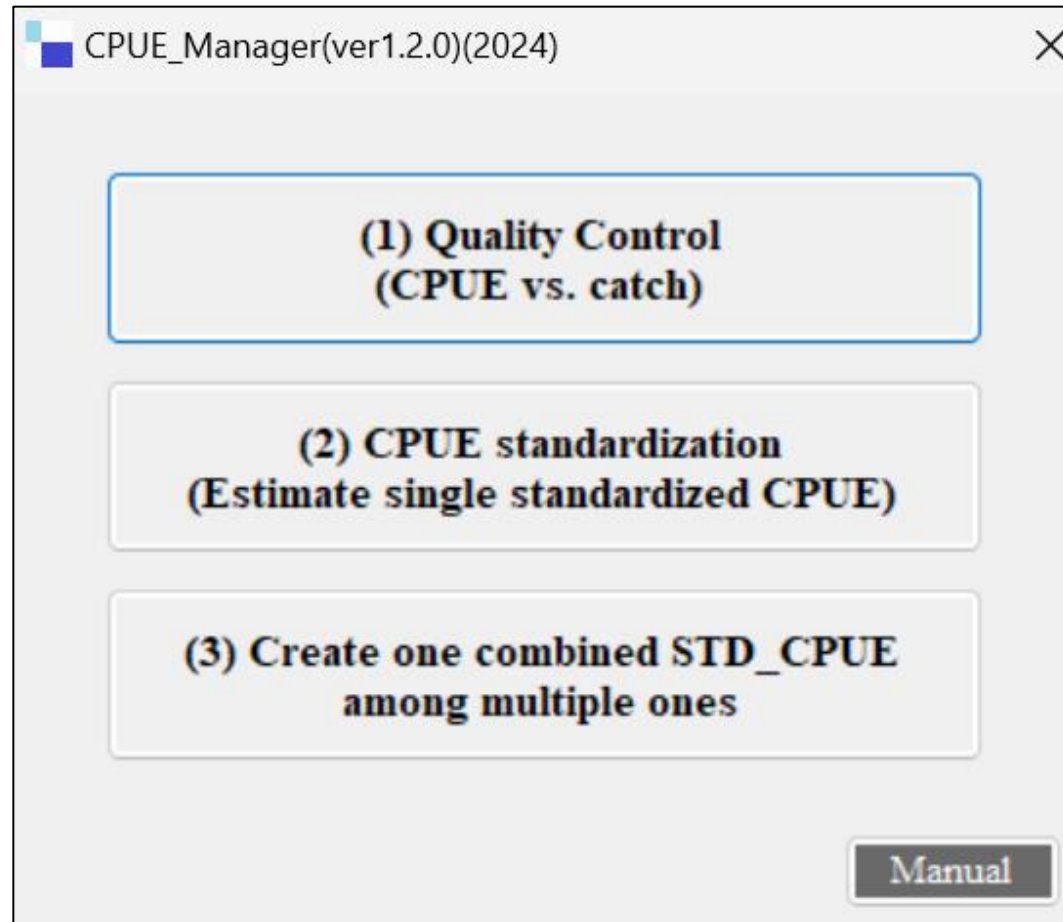 CPUE_Manager(ver1.2.0)(2024)
(1) Quality Control
(CPUE vs. catch)
(2) CPUE standardization
(Estimate single standardized CPUE)
(3) Create one combined STD_CPUE
among multiple ones
Manual